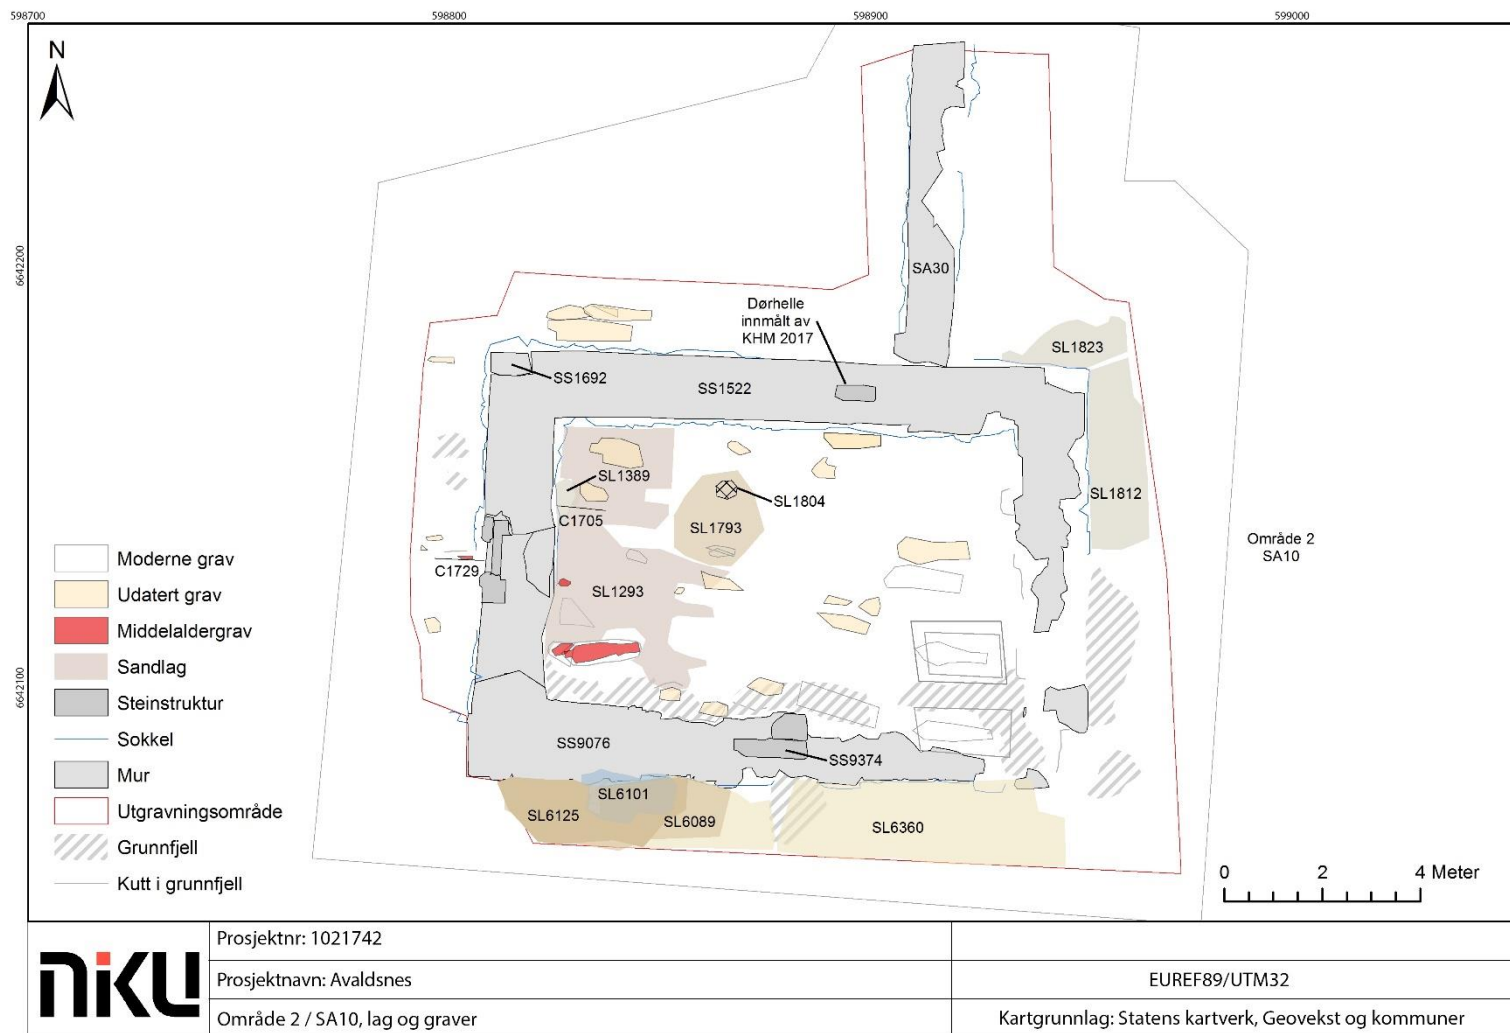 598700
598800
598900
599000
N
6642200
6642100
SA30
Dørhelle
innmålt av
KHM 2017
SL1823
SS1692
SS1522
SL1389
SL1804
SL1812
C1705
SL1793
Område 2
SA10
C1729
SL1293
SS9076
SS9374
SL6101
SL6125
SL6089
SL6360
Moderne grav
Udatert grav
Middelaldergrav
Sandlag
Steinstruktur
Sokkel
Mur
Utgravningsområde
Grunnfjell
Kutt i grunnfjell
0 2 4 Meter
niku
Prosjektnr: 1021742
Prosjektnavn: Avaldsnes
EUREF89/UTM32
Område 2 / SA10, lag og graver
Kartgrunnlag: Statens kartverk, Geovekst og kommuner